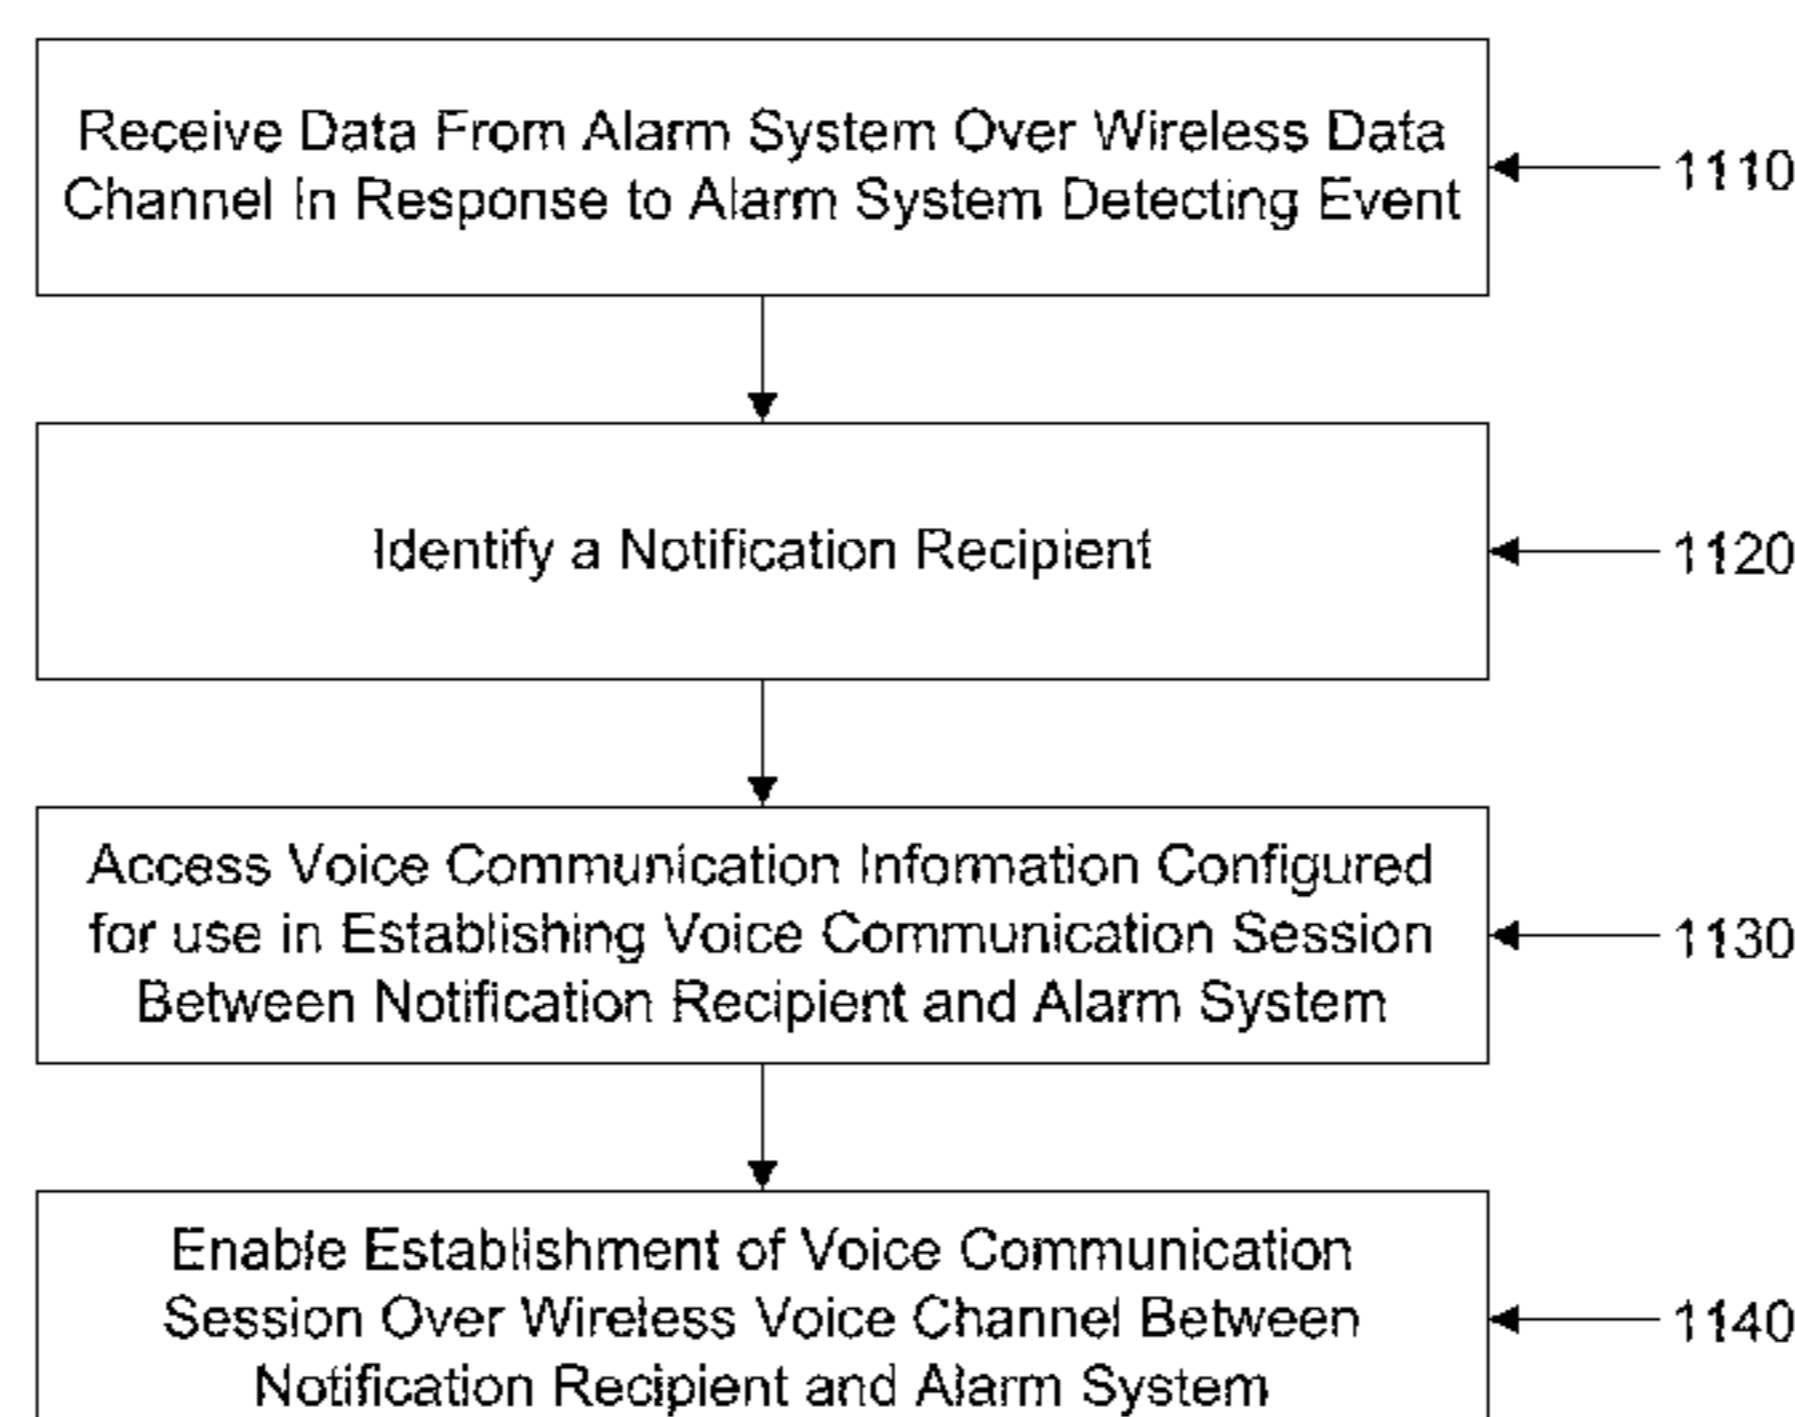 Receive Data From Alarm System Over Wireless Data
Channel In Response to Alarm System Detecting Event
1110
Identify a Notification Recipient
1120
Access Voice Communication Information Configured
for use in Establishing Voice Communication Session
Between Notification Recipient and Alarm System
1130
Enable Establishment of Voice Communication
Session Over Wireless Voice Channel Between
Notification Recipient and Alarm System
1140